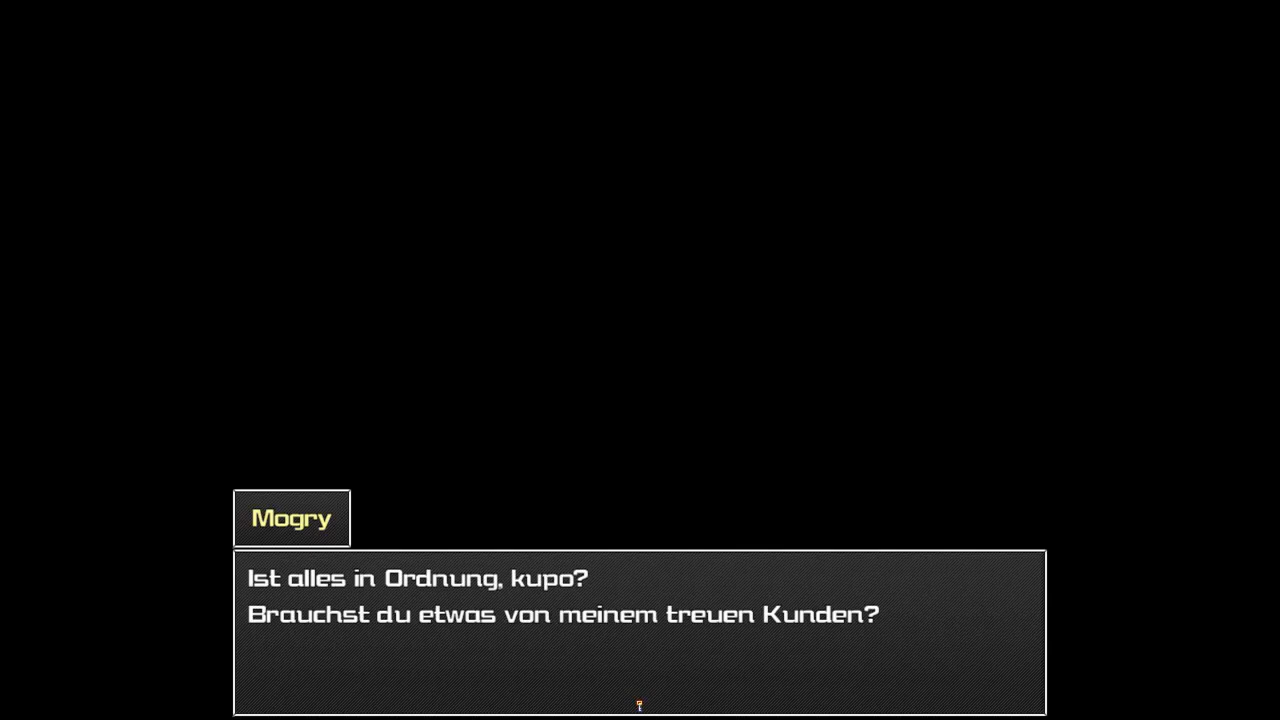 Mogry
Ist alles in Ordnung, kupo?
Brauchst du etwas von meinem treuen Kunden?